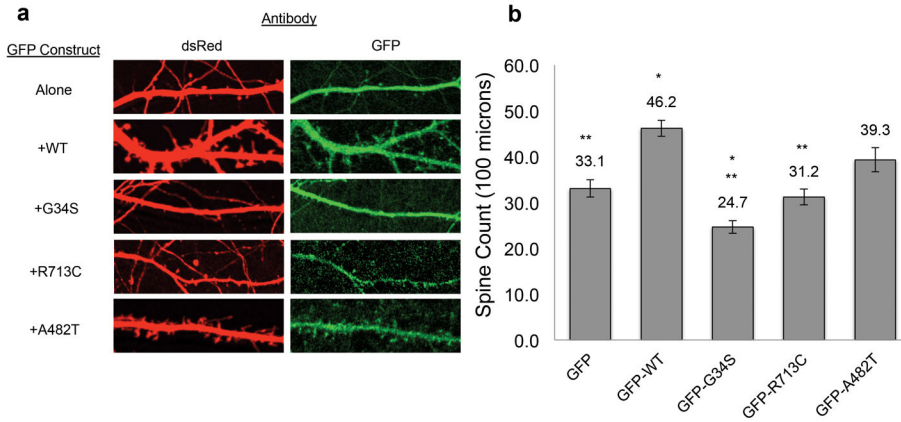 a
Antibody
GFP Construct
dsRed
GFP
Alone
+WT
+G34S
+R713C
+A482T
b
Spine Count (100 microns)
60.0
50.0
40.0
30.0
20.0
10.0
0.0
**
33.1
*
46.2
*
**
24.7
**
31.2
39.3
GFP
GFP-WT
GFP-G34S
GFP-R713C
GFP-A482T